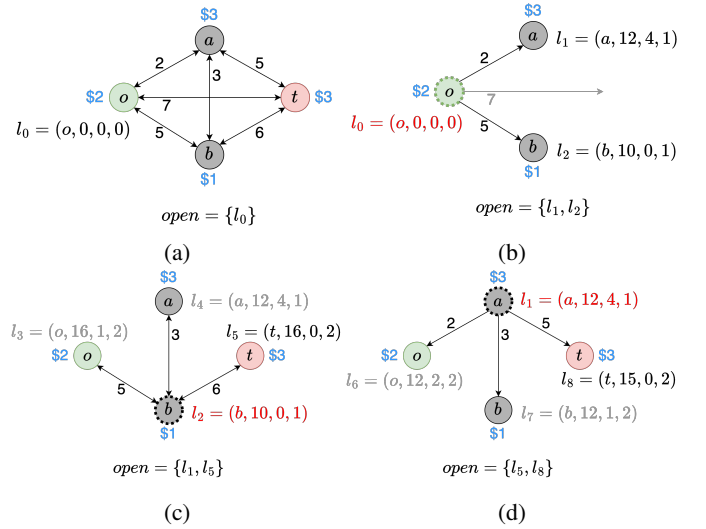 $3
a
2
5
3
$2 o
7
t $3
l₀ = (o, 0, 0, 0)
5
6
b
$1
open = {l₀}
(a)
$3
a
l₁ = (a, 12, 4, 1)
2
$2 o
7
l₀ = (o, 0, 0, 0)
5
b
l₂ = (b, 10, 0, 1)
$1
open = {l₁, l₂}
(b)
$3
a
l₄ = (a, 12, 4, 1)
l₃ = (o, 16, 1, 2)
3
l₅ = (t, 16, 0, 2)
$2 o
t $3
5
6
b
l₂ = (b, 10, 0, 1)
$1
open = {l₁, l₅}
(c)
$3
a
l₁ = (a, 12, 4, 1)
2
3
5
$2 o
t $3
l₆ = (o, 12, 2, 2)
l₈ = (t, 15, 0, 2)
b
l₇ = (b, 12, 1, 2)
$1
open = {l₅, l₈}
(d)